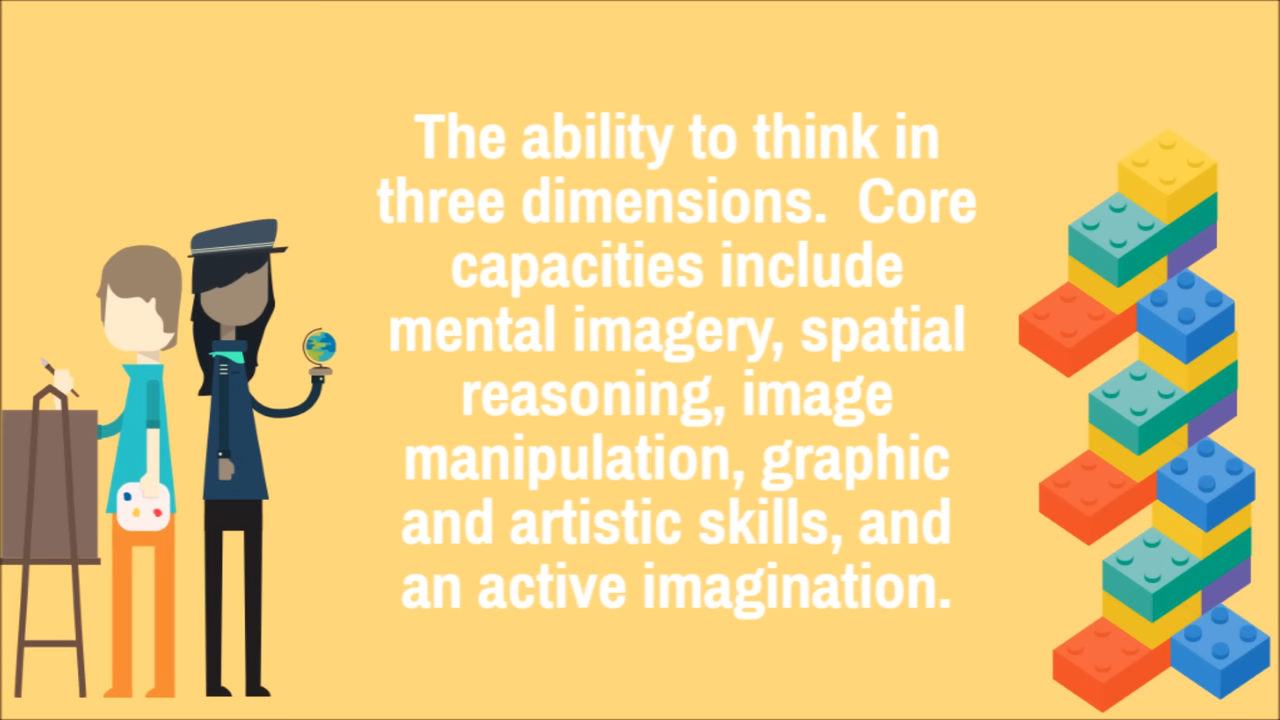 The ability to think in
three dimensions.  Core
capacities include
mental imagery, spatial
reasoning, image
manipulation, graphic
and artistic skills, and
an active imagination.